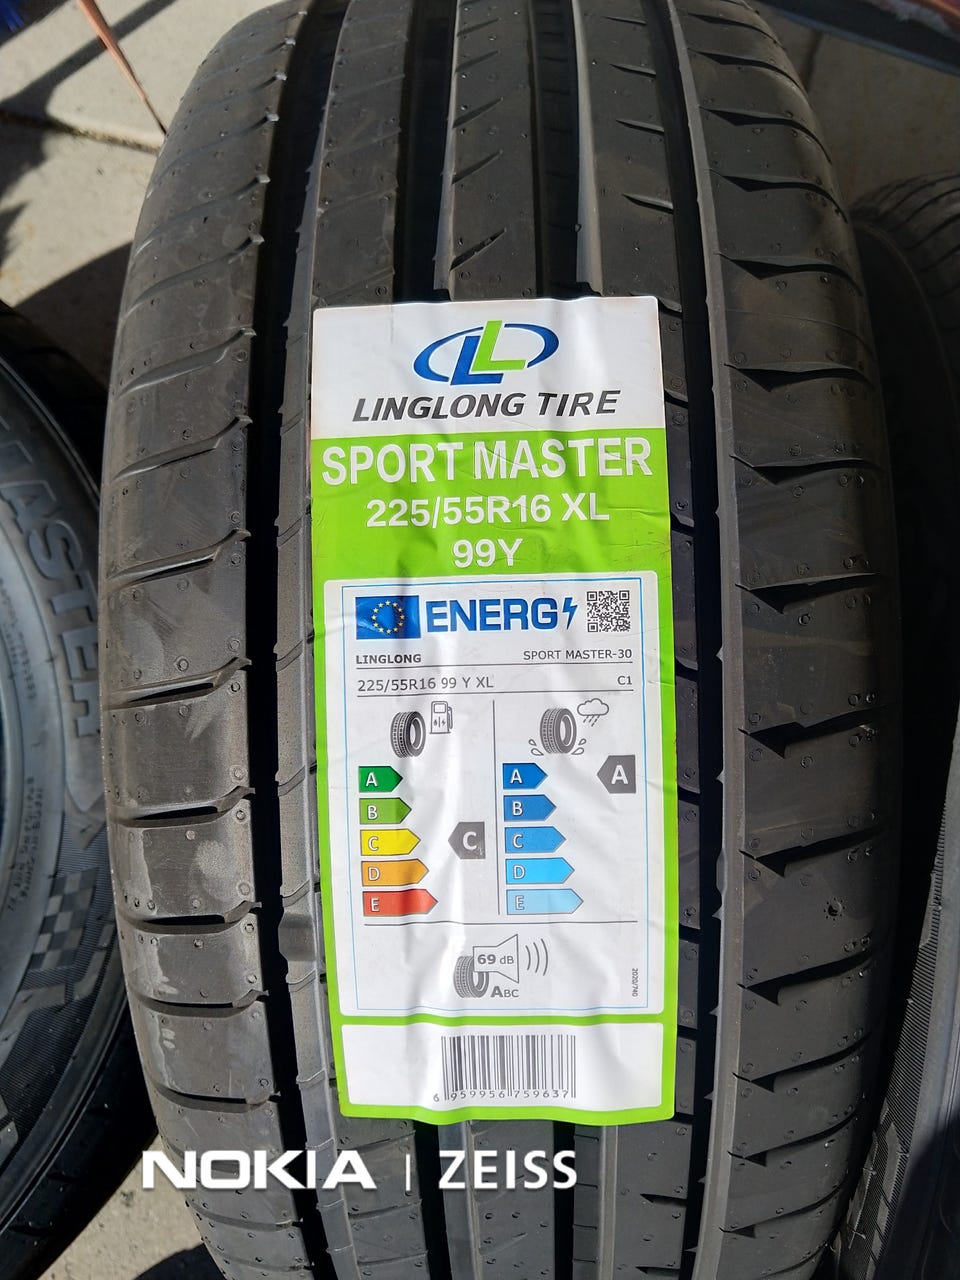 LINGLONG TIRE
SPORT MASTER
225/55R16 XL
99Y
ENERG
LINGLONG SPORT MASTER-30
225/55R16 99 Y XL C1
A A A
B B
C C C
D D
E E
69 dB
ABC
2020/740
6 959956 759637
MASTER
NOKIA | ZEISS